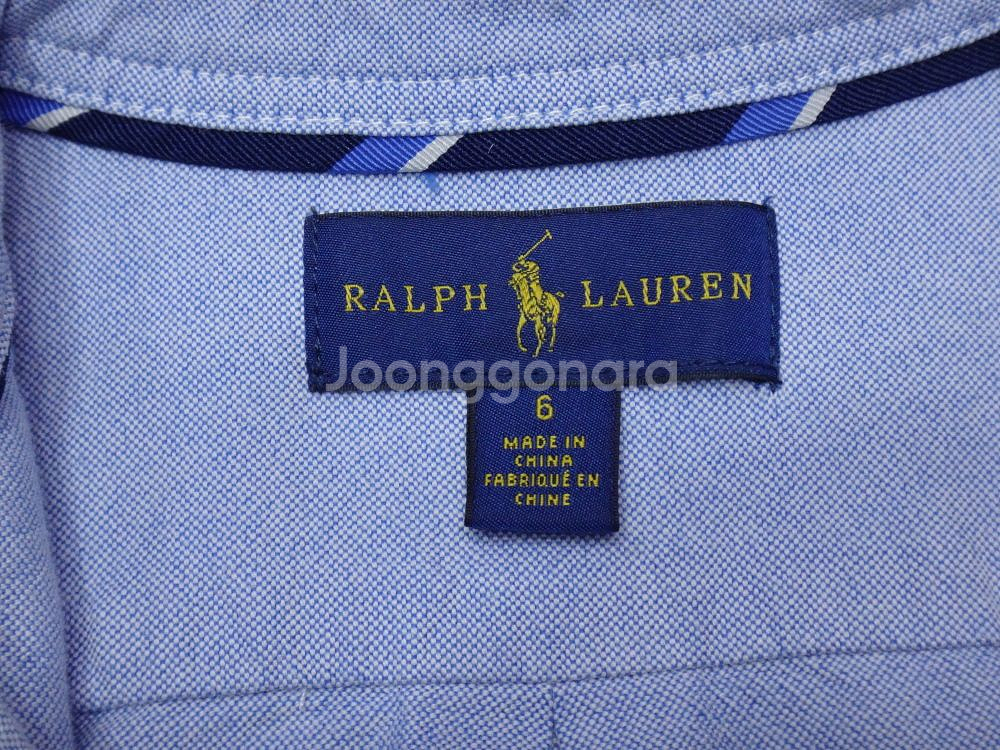 RALPH LAUREN
Joonggonara
6
MADE IN
CHINA
FABRIQUÉ EN
CHINE